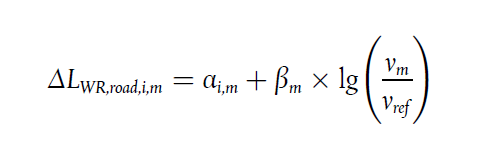 ΔL_{WR,road,i,m} = α_{i,m} + β_m × lg(v_m / v_{ref})